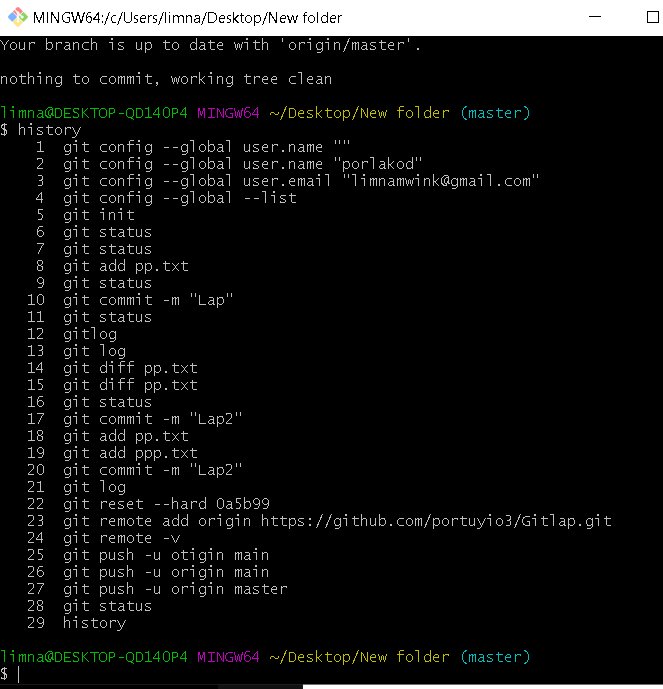 MINGW64:/c/Users/limna/Desktop/New folder
Your branch is up to date with 'origin/master'.
nothing to commit, working tree clean
limna@DESKTOP-QD14OP4 MINGW64 ~/Desktop/New folder (master)
$ history
1 git config --global user.name ""
2 git config --global user.name "porlakod"
3 git config --global user.email "limnamwink@gmail.com"
4 git config --global --list
5 git init
6 git status
7 git status
8 git add pp.txt
9 git status
10 git commit -m "Lap"
11 git status
12 gitlog
13 git log
14 git diff pp.txt
15 git diff pp.txt
16 git status
17 git commit -m "Lap2"
18 git add pp.txt
19 git add ppp.txt
20 git commit -m "Lap2"
21 git log
22 git reset --hard 0a5b99
23 git remote add origin https://github.com/portuyio3/Gitlap.git
24 git remote -v
25 git push -u otigin main
26 git push -u origin main
27 git push -u origin master
28 git status
29 history
limna@DESKTOP-QD14OP4 MINGW64 ~/Desktop/New folder (master)
$